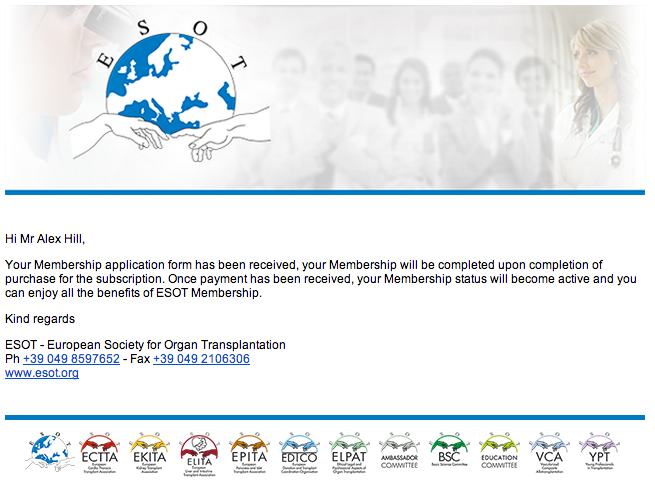 E S O T
Hi Mr Alex Hill,
Your Membership application form has been received, your Membership will be completed upon completion of
purchase for the subscription. Once payment has been received, your Membership status will become active and you
can enjoy all the benefits of ESOT Membership.
Kind regards
ESOT - European Society for Organ Transplantation
Ph +39 049 8597652 - Fax +39 049 2106306
www.esot.org
E S O T
ECTTA
European
Cardio Thoracic
Transplant Association
EKITA
European
Kidney Transplant
Association
ELITA
European
Liver and Intestine
Transplant Association
EPITA
European
Pancreas and Islet
Transplant Association
EDTCO
European
Donation and Transplant
Coordination Organisation
ELPAT
Ethical Legal and
Psychosocial Aspects of
Organ Transplantation
AMBASSADOR
COMMITTEE
BSC
Basic Science Committee
EDUCATION
COMMITTEE
VCA
Vascularized
Composite
Allotransplantation
YPT
Young Professionals
in Transplantation